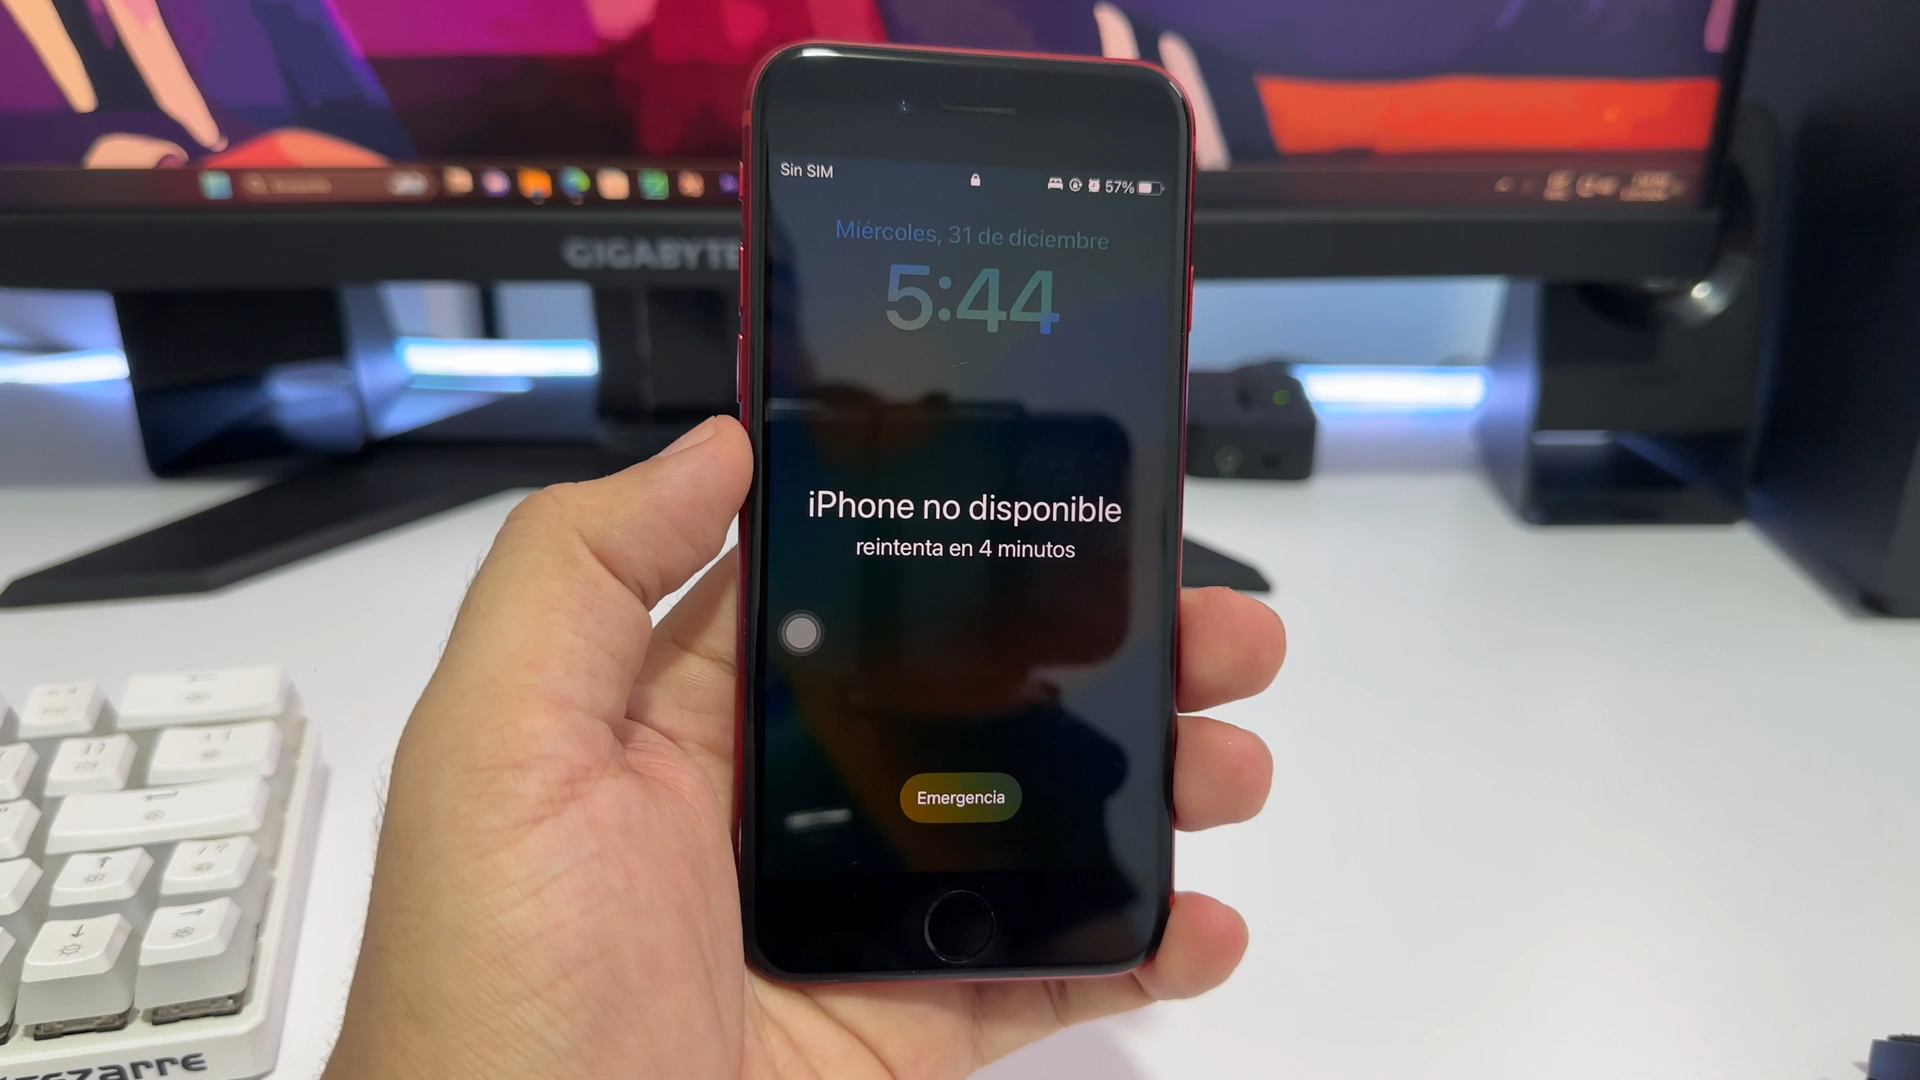 GIGABYTE
Sin SIM
57%
Miércoles, 31 de diciembre
5:44
iPhone no disponible
reintenta en 4 minutos
Emergencia